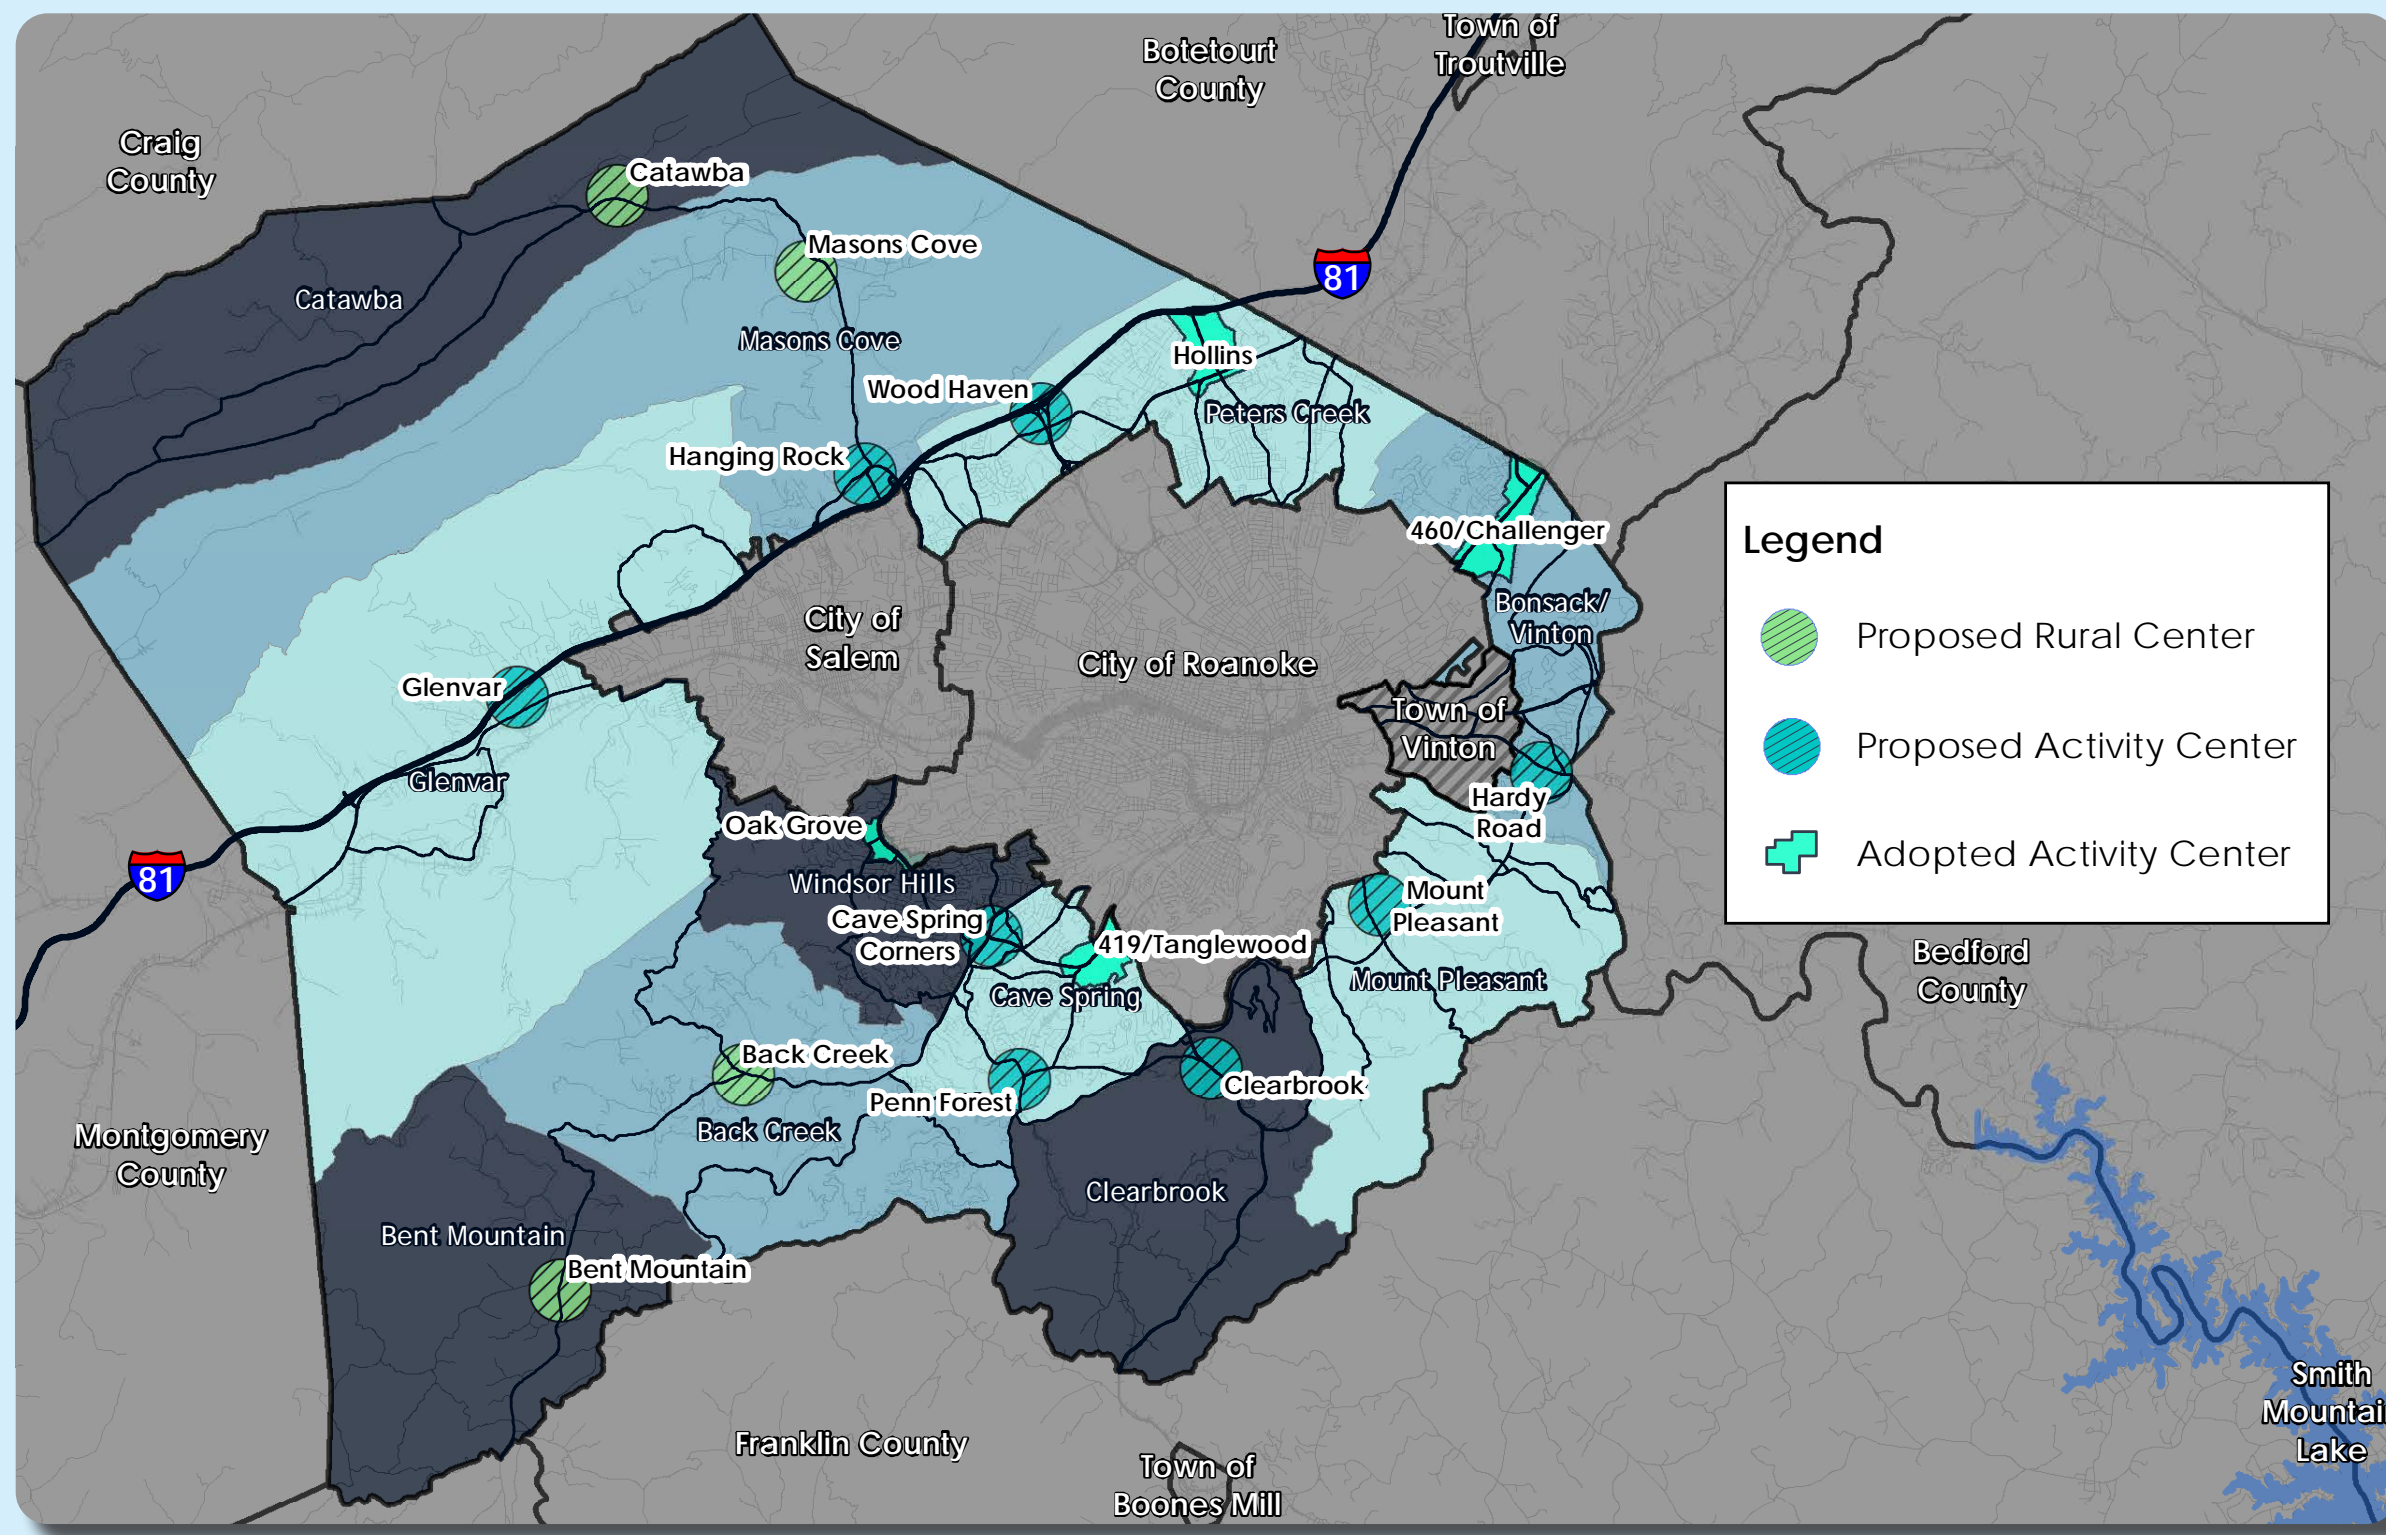 Town of
Troutville
Botetourt
County
Craig
County
Catawba
Masons Cove
81
Catawba
Masons Cove
Hollins
Wood Haven
Peters Creek
Hanging Rock
460/Challenger
Bonsack/
Vinton
City of
Salem
City of Roanoke
Glenvar
Town of
Vinton
Glenvar
Hardy
Road
Oak Grove
81
Windsor Hills
Cave Spring
Corners
Mount
Pleasant
419/Tanglewood
Mount Pleasant
Cave Spring
Back Creek
Clearbrook
Penn Forest
Back Creek
Montgomery
County
Clearbrook
Bent Mountain
Bent Mountain
Franklin County
Town of
Boones Mill
Legend
Proposed Rural Center
Proposed Activity Center
Adopted Activity Center
Bedford
County
Smith
Mountai
Lake